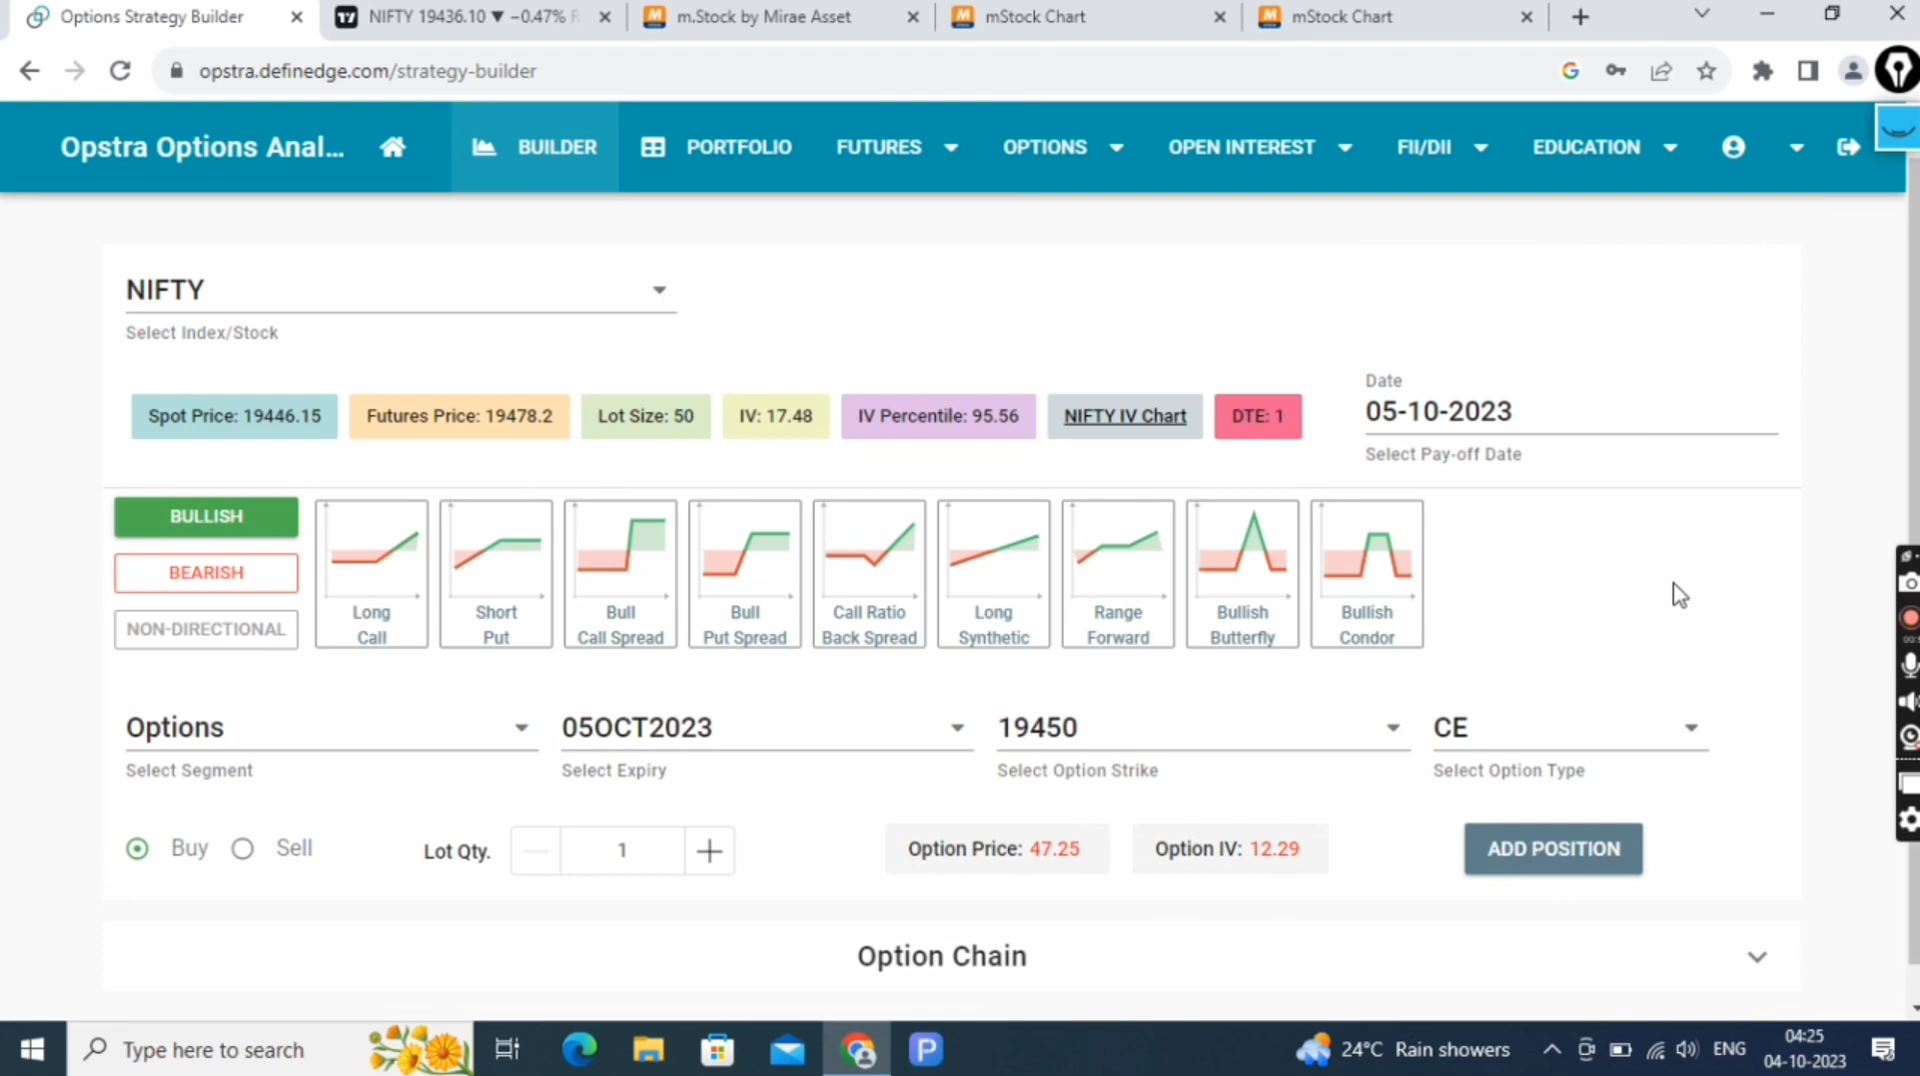 Options Strategy Builder
NIFTY 19436.10 ▼ −0.47%
m.Stock by Mirae Asset
mStock Chart
mStock Chart
opstra.definedge.com/strategy-builder
Opstra Options Anal...
BUILDER
PORTFOLIO
FUTURES
OPTIONS
OPEN INTEREST
FII/DII
EDUCATION
NIFTY
Select Index/Stock
Spot Price: 19446.15
Futures Price: 19478.2
Lot Size: 50
IV: 17.48
IV Percentile: 95.56
NIFTY IV Chart
DTE: 1
Date
05-10-2023
Select Pay-off Date
BULLISH
BEARISH
NON-DIRECTIONAL
Long
Call
Short
Put
Bull
Call Spread
Bull
Put Spread
Call Ratio
Back Spread
Long
Synthetic
Range
Forward
Bullish
Butterfly
Bullish
Condor
Options
Select Segment
05OCT2023
Select Expiry
19450
Select Option Strike
CE
Select Option Type
Buy
Sell
Lot Qty.
1
Option Price: 47.25
Option IV: 12.29
ADD POSITION
Option Chain
Type here to search
24°C Rain showers
ENG
04:25
04-10-2023